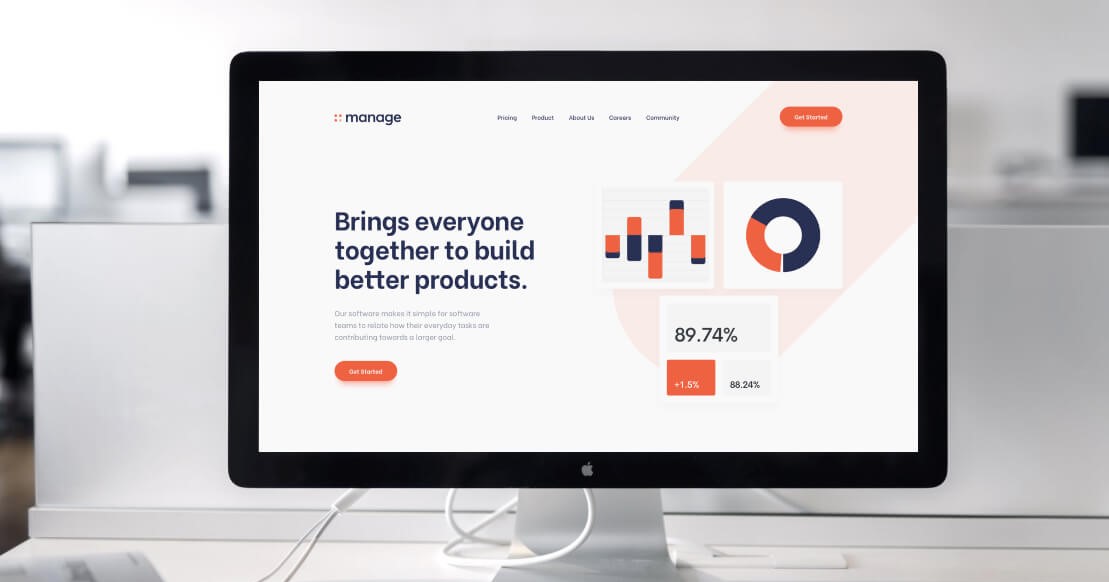 manage
Pricing Product About Us Careers Community
Get Started
Brings everyone
together to build
better products.
Our software makes it simple for software
teams to relate how their everyday tasks are
contributing towards a larger goal.
Get Started
89.74%
+1.5%
88.24%